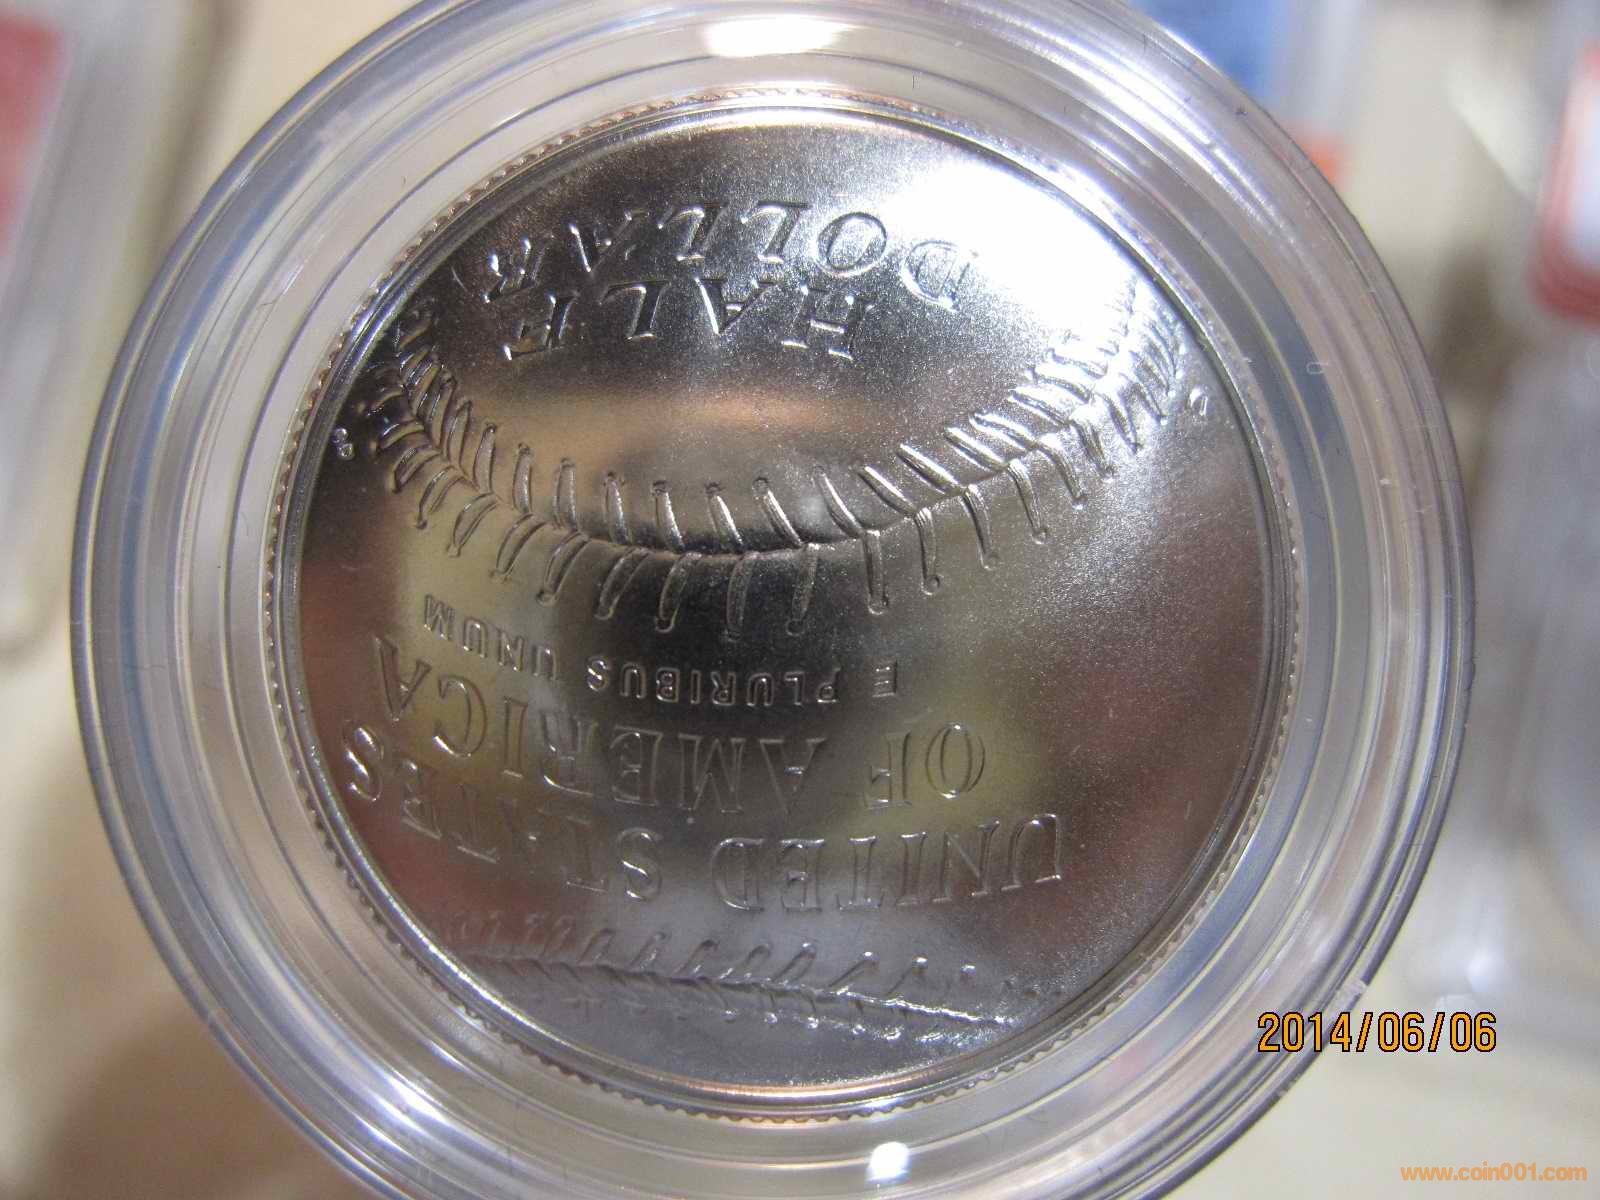 UNITED STATES
OF AMERICA
E PLURIBUS UNUM
HALF
DOLLAR
2014/06/06
www.coin001.com